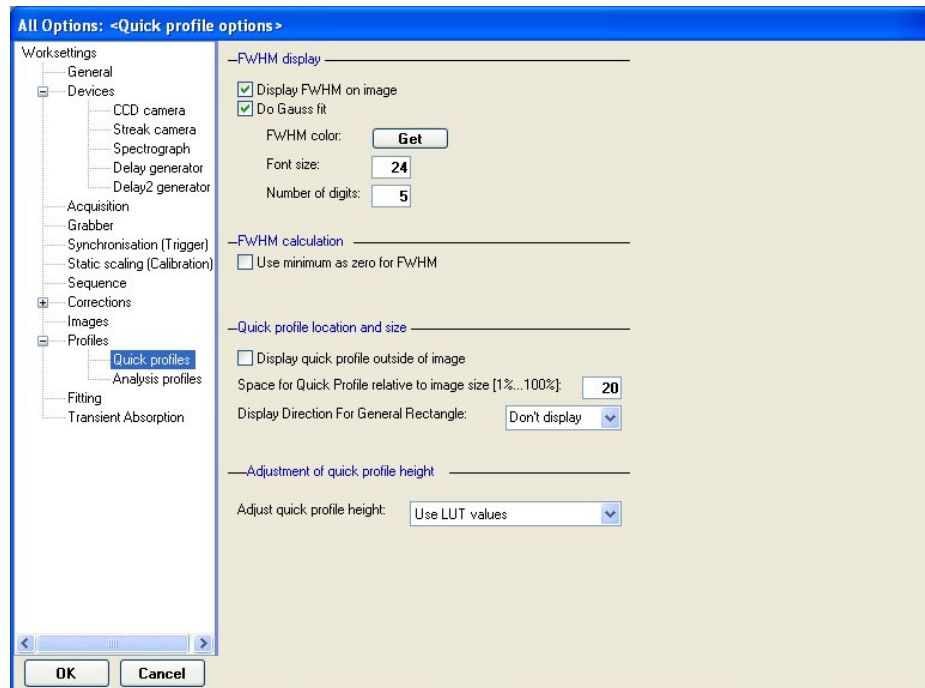 All Options: <Quick profile options>
Worksettings
General
Devices
CCD camera
Streak camera
Spectrograph
Delay generator
Delay2 generator
Acquisition
Grabber
Synchronisation (Trigger)
Static scaling (Calibration)
Sequence
Corrections
Images
Profiles
Quick profiles
Analysis profiles
Fitting
Transient Absorption
OK Cancel
FWHM display
Display FWHM on image
Do Gauss fit
FWHM color: Get
Font size: 24
Number of digits: 5
FWHM calculation
Use minimum as zero for FWHM
Quick profile location and size
Display quick profile outside of image
Space for Quick Profile relative to image size [1%...100%]: 20
Display Direction For General Rectangle: Don't display
Adjustment of quick profile height
Adjust quick profile height: Use LUT values